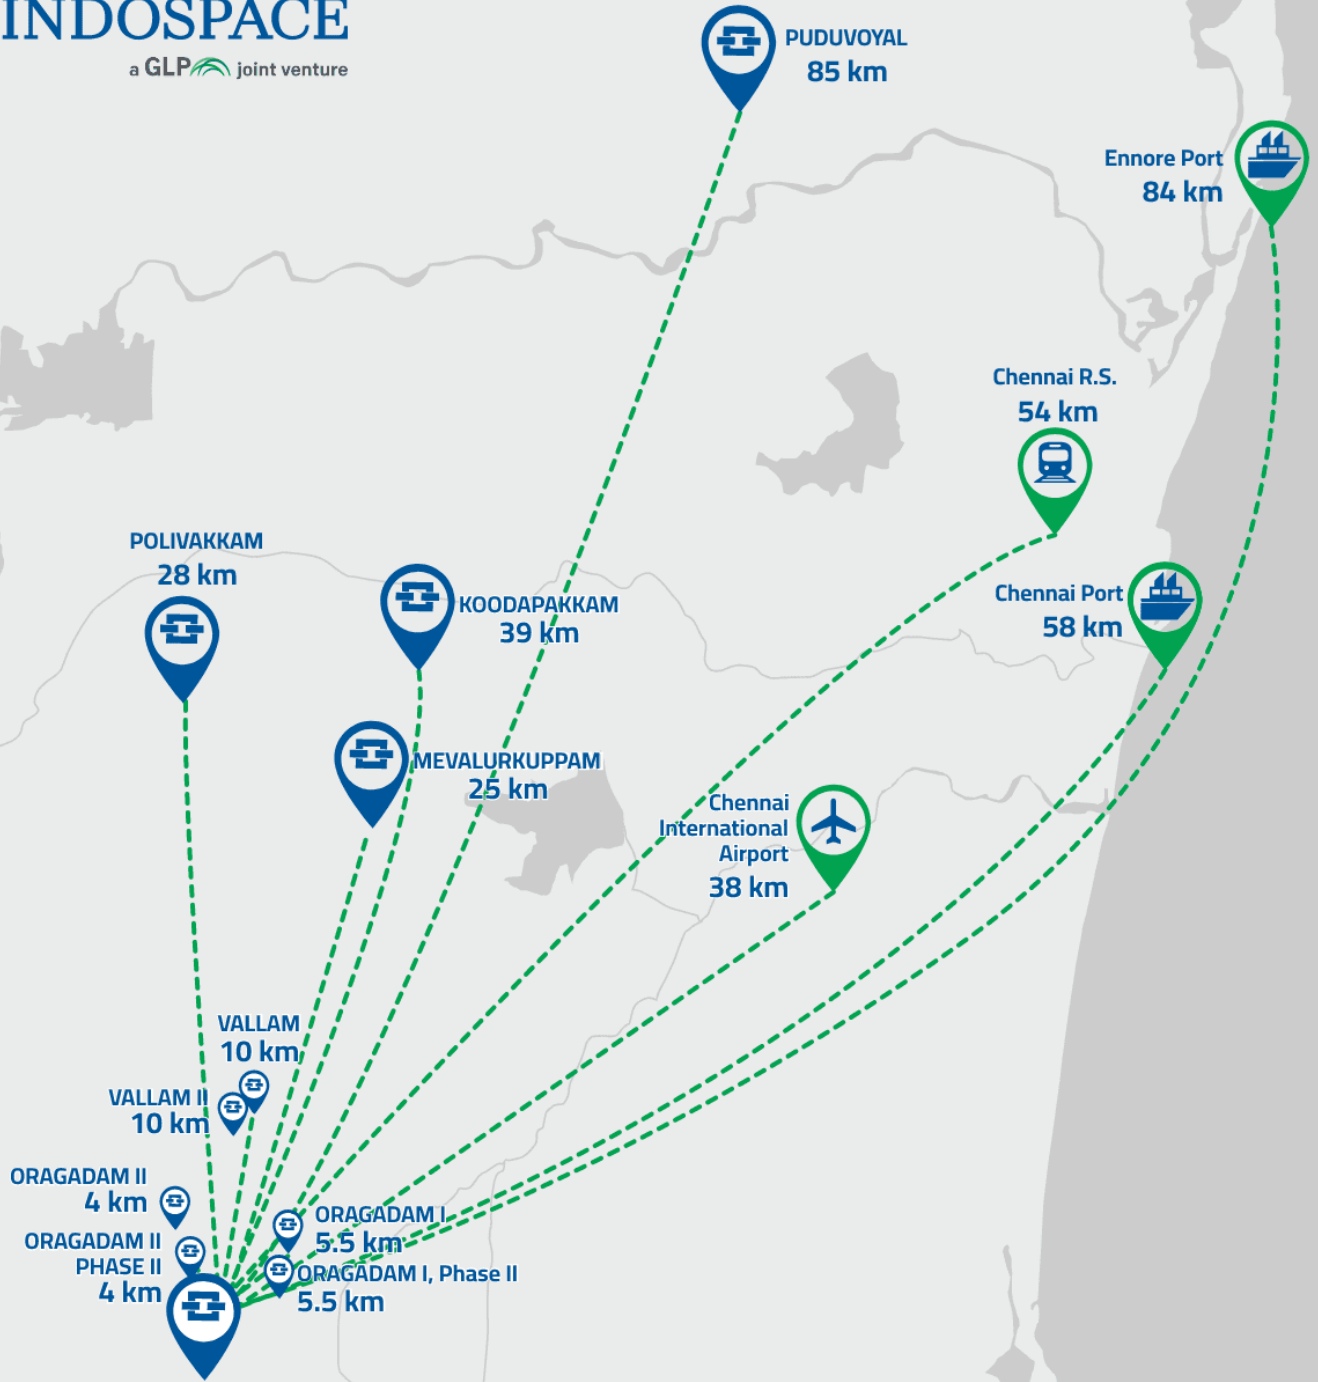 INDOSPACE
a GLP joint venture
PUDUVOYAL
85 km
Ennore Port
84 km
Chennai R.S.
54 km
POLIVAKKAM
28 km
KOODAPAKKAM
39 km
Chennai Port
58 km
MEVALURKUPPAM
25 km
Chennai
International
Airport
38 km
VALLAM
10 km
VALLAM II
10 km
ORAGADAM II
4 km
ORAGADAM I
5.5 km
ORAGADAM II
PHASE II
4 km
ORAGADAM I, Phase II
5.5 km